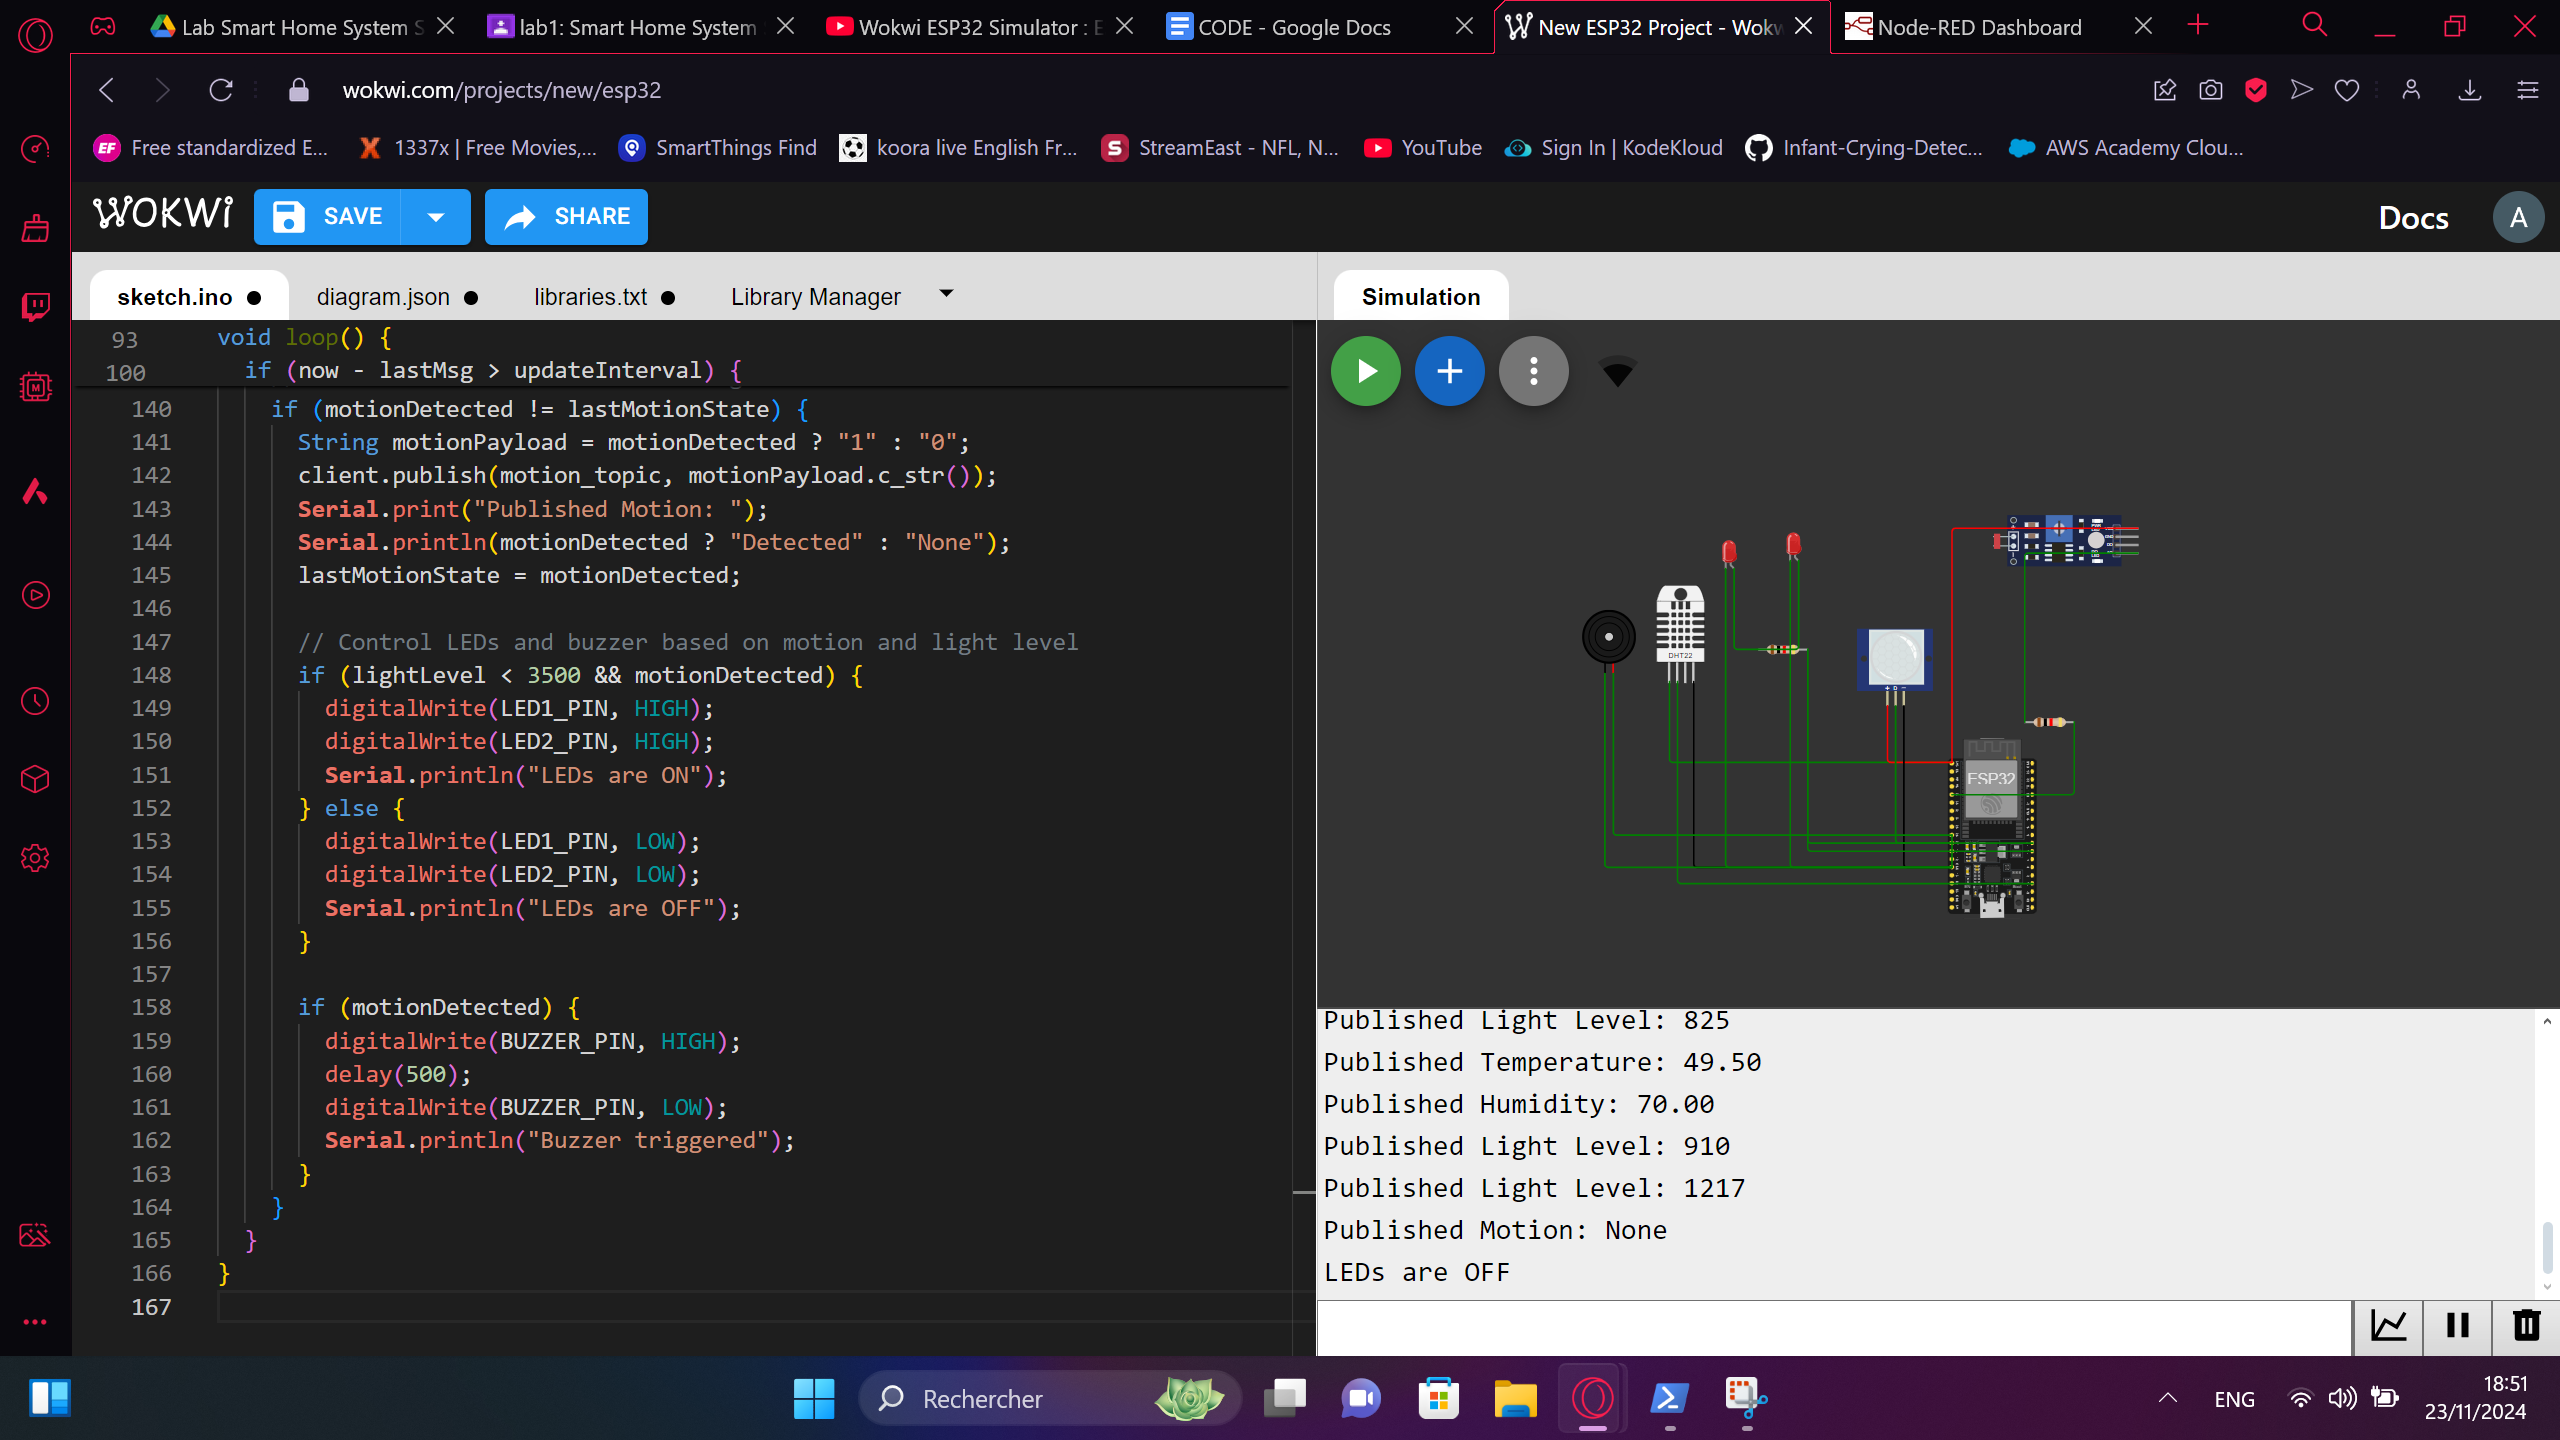 Lab Smart Home System S
lab1: Smart Home System
Wokwi ESP32 Simulator : E
CODE - Google Docs
New ESP32 Project - Wokw
Node-RED Dashboard
wokwi.com/projects/new/esp32
Free standardized E...
1337x | Free Movies,...
SmartThings Find
koora live English Fr...
StreamEast - NFL, N...
YouTube
Sign In | KodeKloud
Infant-Crying-Detec...
AWS Academy Clou...
WOKWi
SAVE
SHARE
Docs
A
sketch.ino ●
diagram.json ●
libraries.txt ●
Library Manager
Simulation
93 void loop() {
100 if (now - lastMsg > updateInterval) {
140 if (motionDetected != lastMotionState) {
141 String motionPayload = motionDetected ? "1" : "0";
142 client.publish(motion_topic, motionPayload.c_str());
143 Serial.print("Published Motion: ");
144 Serial.println(motionDetected ? "Detected" : "None");
145 lastMotionState = motionDetected;
146
147 // Control LEDs and buzzer based on motion and light level
148 if (lightLevel < 3500 && motionDetected) {
149 digitalWrite(LED1_PIN, HIGH);
150 digitalWrite(LED2_PIN, HIGH);
151 Serial.println("LEDs are ON");
152 } else {
153 digitalWrite(LED1_PIN, LOW);
154 digitalWrite(LED2_PIN, LOW);
155 Serial.println("LEDs are OFF");
156 }
157
158 if (motionDetected) {
159 digitalWrite(BUZZER_PIN, HIGH);
160 delay(500);
161 digitalWrite(BUZZER_PIN, LOW);
162 Serial.println("Buzzer triggered");
163 }
164 }
165 }
166 }
167
DHT22
ESP32
Published Light Level: 825
Published Temperature: 49.50
Published Humidity: 70.00
Published Light Level: 910
Published Light Level: 1217
Published Motion: None
LEDs are OFF
Rechercher
ENG
18:51
23/11/2024